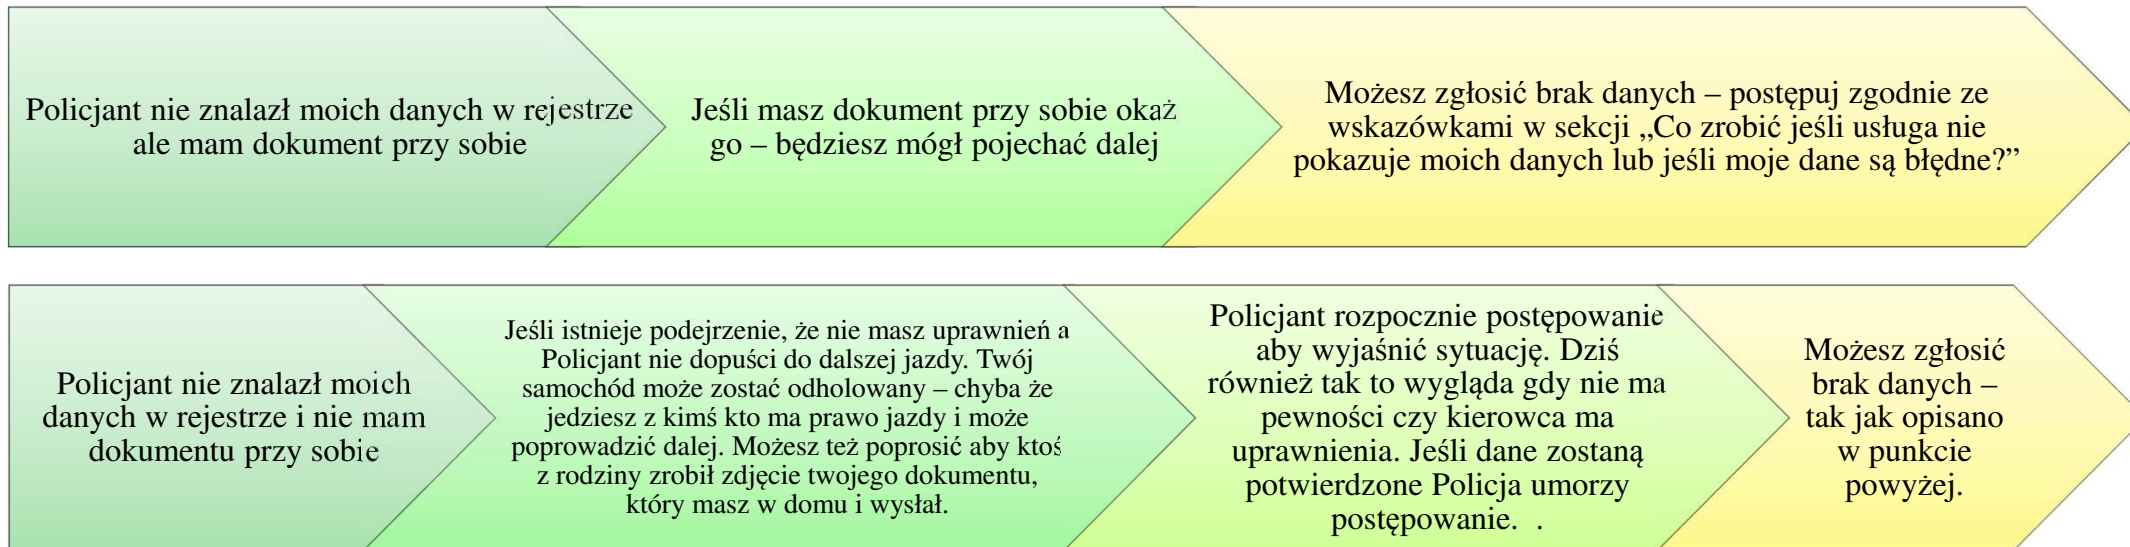 Policjant nie znalazł moich danych w rejestrze
ale mam dokument przy sobie
Jeśli masz dokument przy sobie okaż
go – będziesz mógł pojechać dalej
Możesz zgłosić brak danych – postępuj zgodnie ze
wskazówkami w sekcji „Co zrobić jeśli usługa nie
pokazuje moich danych lub jeśli moje dane są błędne?”
Policjant nie znalazł moich
danych w rejestrze i nie mam
dokumentu przy sobie
Jeśli istnieje podejrzenie, że nie masz uprawnień a
Policjant nie dopuści do dalszej jazdy. Twój
samochód może zostać odholowany – chyba że
jedziesz z kimś kto ma prawo jazdy i może
poprowadzić dalej. Możesz też poprosić aby ktoś
z rodziny zrobił zdjęcie twojego dokumentu,
który masz w domu i wysłał.
Policjant rozpocznie postępowanie
aby wyjaśnić sytuację. Dziś
również tak to wygląda gdy nie ma
pewności czy kierowca ma
uprawnienia. Jeśli dane zostaną
potwierdzone Policja umorzy
postępowanie. .
Możesz zgłosić
brak danych –
tak jak opisano
w punkcie
powyżej.